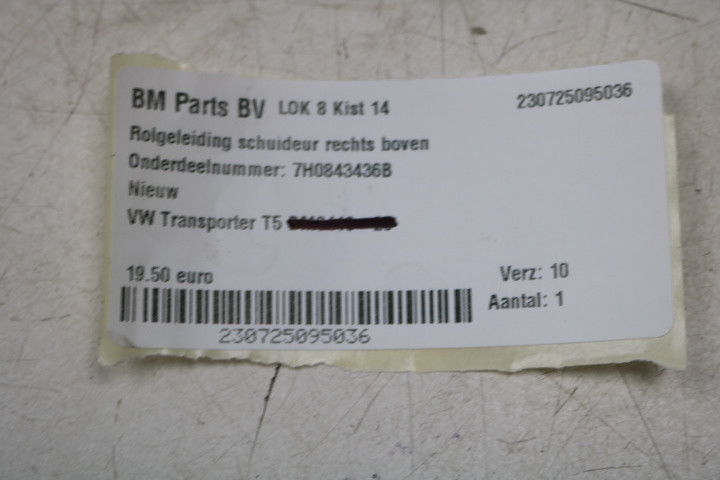 BM Parts BV LOK 8 Kist 14 230725095036
Rolgeleiding schuideur rechts boven
Onderdeelnummer: 7H0843436B
Nieuw
VW Transporter T5
19.50 euro Verz: 10
Aantal: 1
230725095036